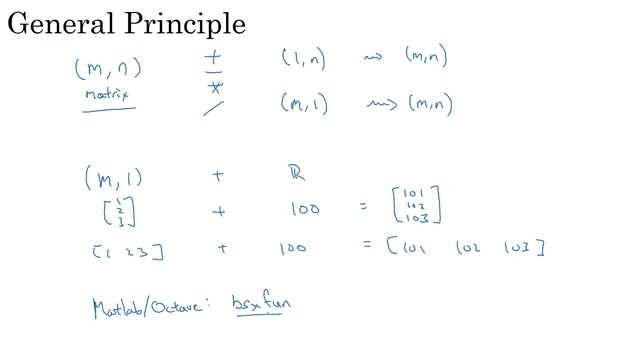 General Principle
(m, n) + (1, n) ⇝ (m, n)
matrix − *
/ (m, 1) ⇝ (m, n)
(m, 1) + ℝ
[1 2 3] + 100 = [101 102 103]
[1 2 3] + 100 = [101 102 103]
Matlab/Octave: bsxfun